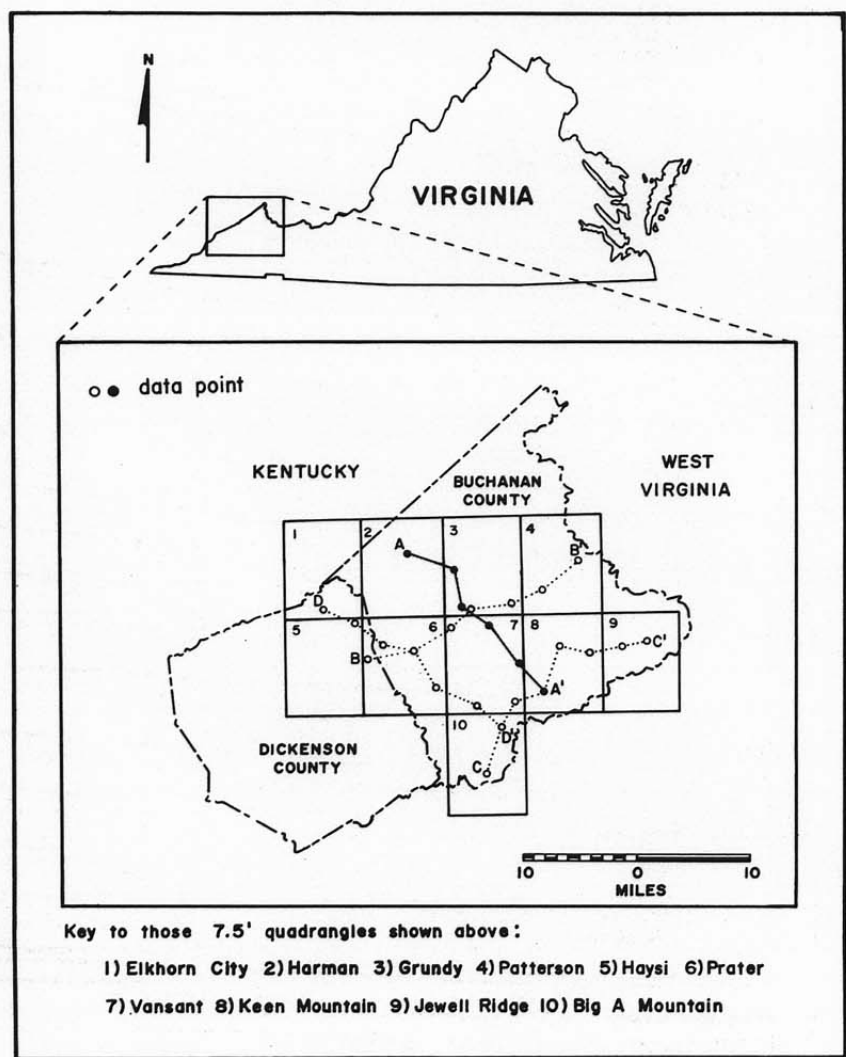 N
VIRGINIA
data point
KENTUCKY
WEST
VIRGINIA
BUCHANAN
COUNTY
1
2
3
4
A
B'
D
5
6
7
8
9
B
C'
A'
10
D'
C
DICKENSON
COUNTY
10 0 10
MILES
Key to those 7.5' quadrangles shown above:
1) Elkhorn City 2) Harman 3) Grundy 4) Patterson 5) Haysi 6) Prater
7) Vansant 8) Keen Mountain 9) Jewell Ridge 10) Big A Mountain